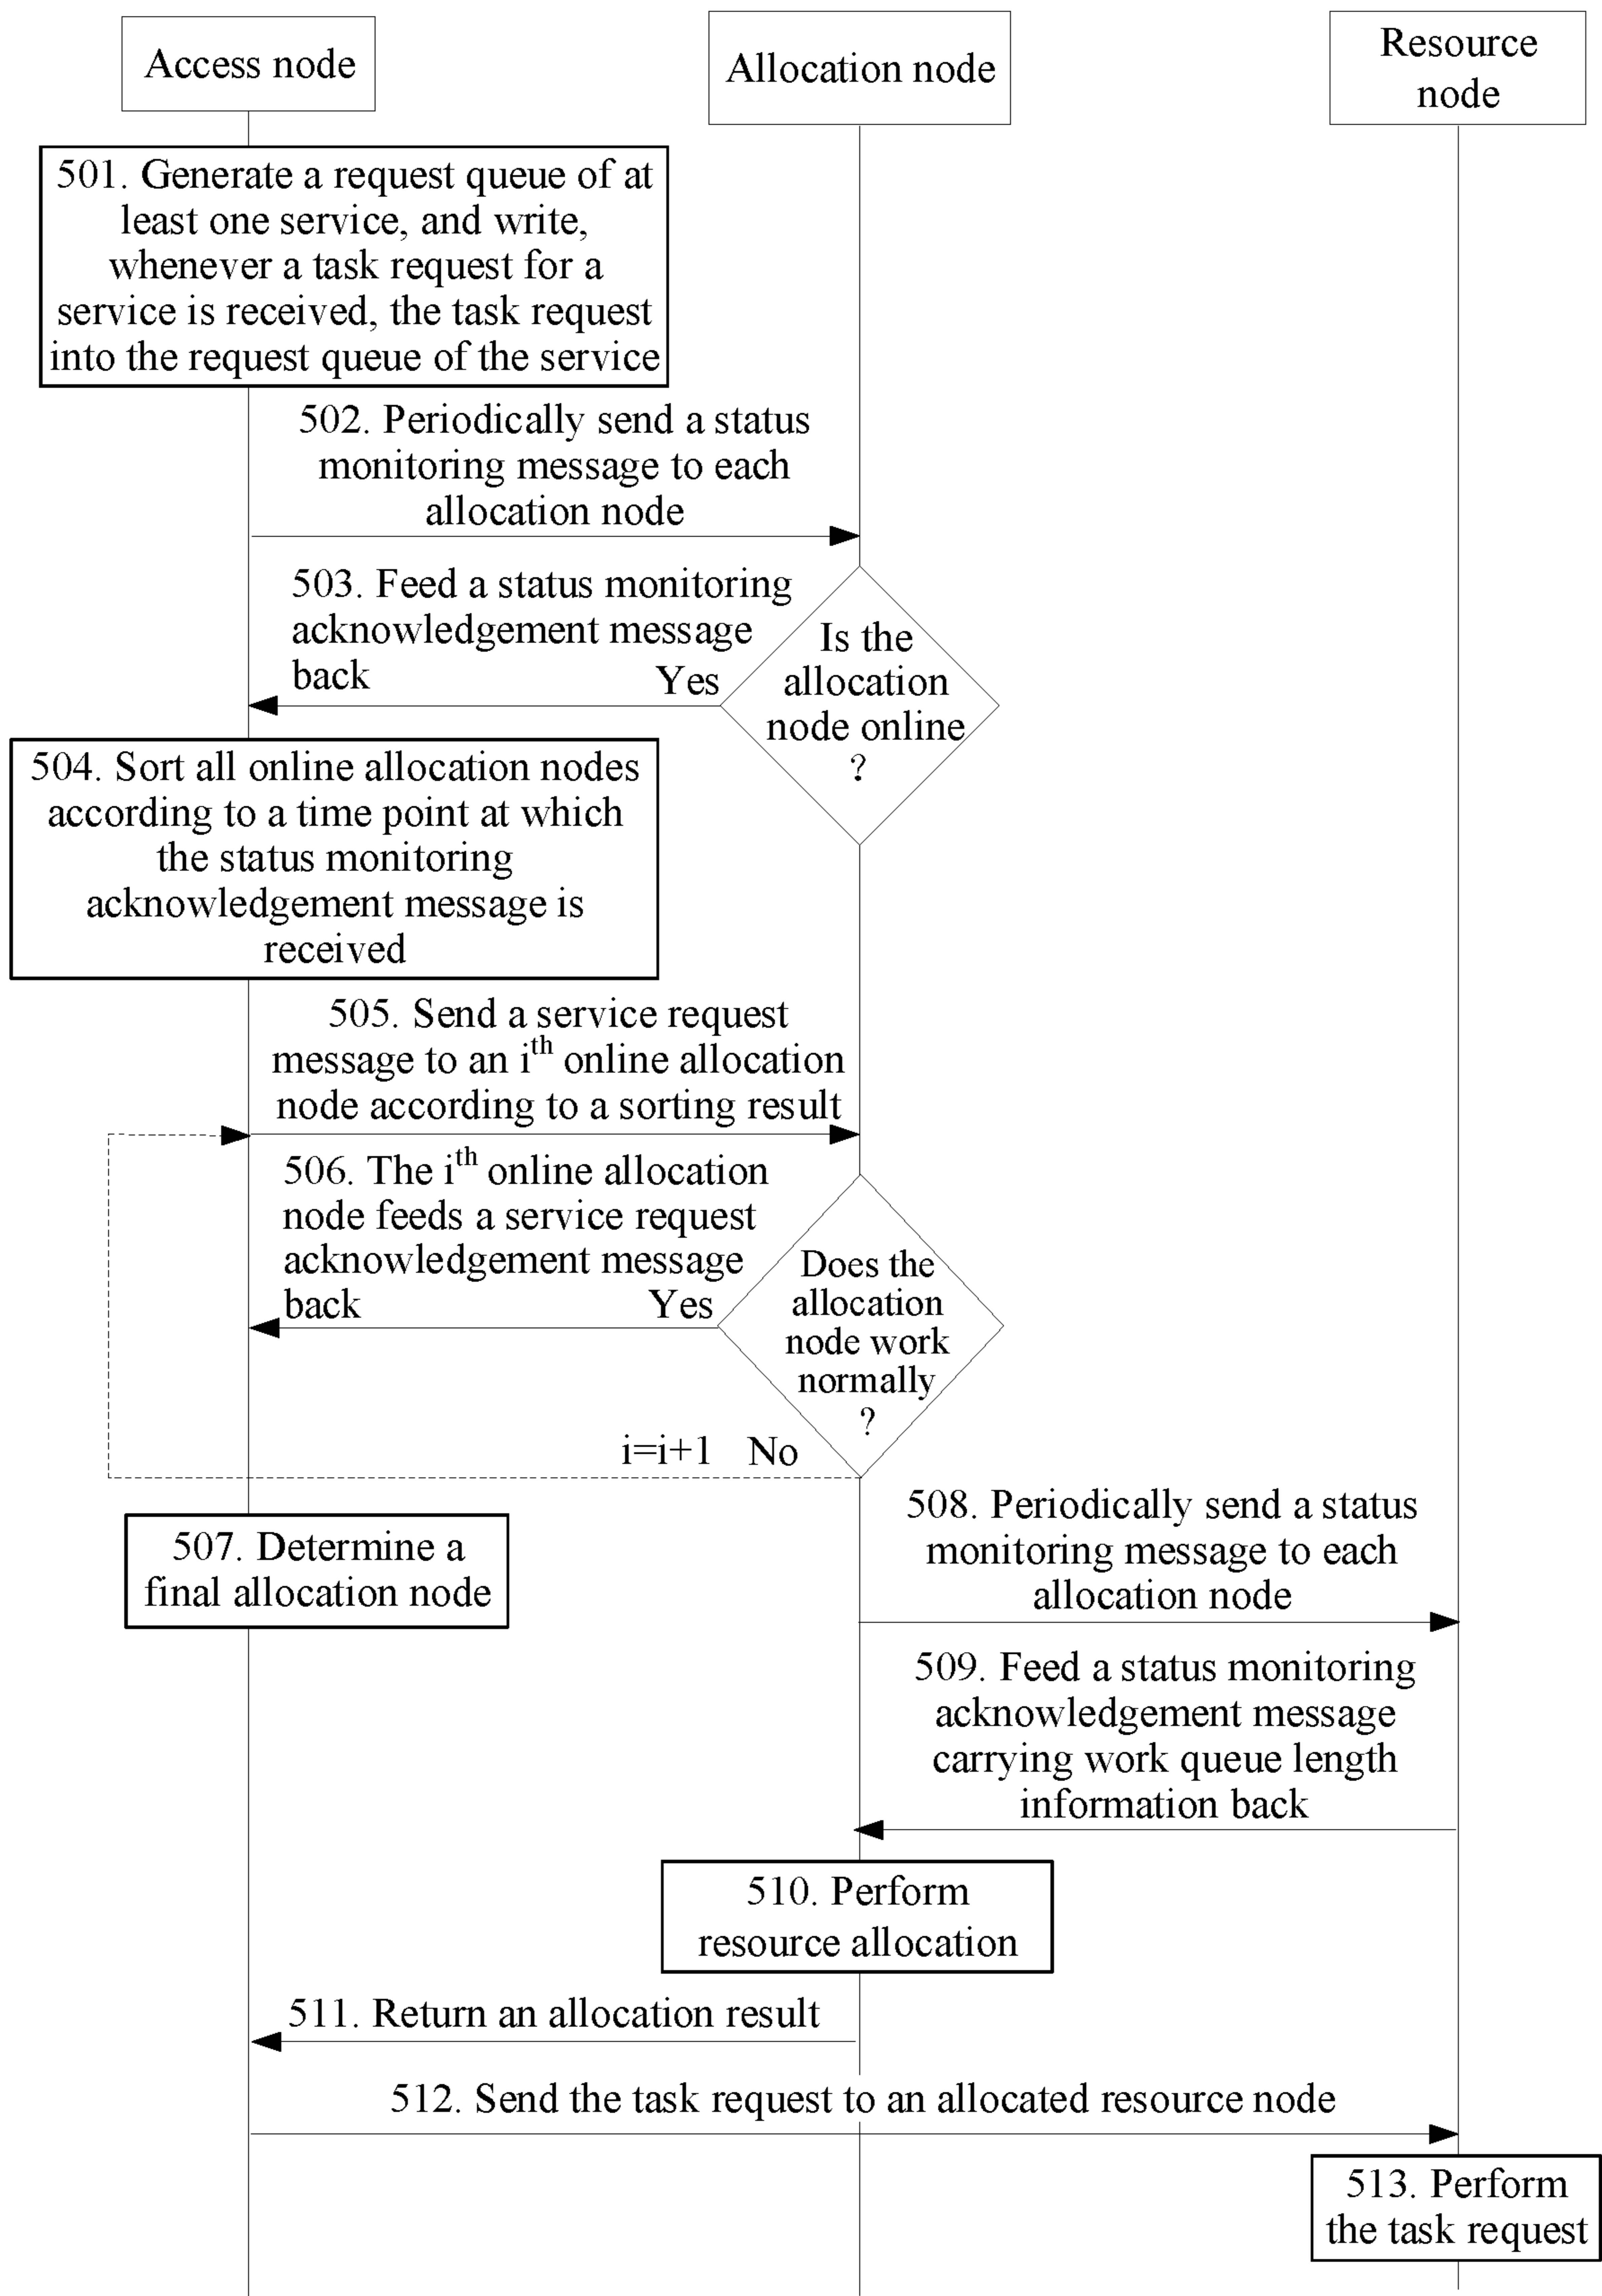 Access node
Allocation node
Resource
node
501. Generate a request queue of at
least one service, and write,
whenever a task request for a
service is received, the task request
into the request queue of the service
502. Periodically send a status
monitoring message to each
allocation node
503. Feed a status monitoring
acknowledgement message
back
Yes
Is the
allocation
node online
?
504. Sort all online allocation nodes
according to a time point at which
the status monitoring
acknowledgement message is
received
505. Send a service request
message to an i^th online allocation
node according to a sorting result
506. The i^th online allocation
node feeds a service request
acknowledgement message
back
Yes
Does the
allocation
node work
normally
?
i=i+1 No
507. Determine a
final allocation node
508. Periodically send a status
monitoring message to each
allocation node
509. Feed a status monitoring
acknowledgement message
carrying work queue length
information back
510. Perform
resource allocation
511. Return an allocation result
512. Send the task request to an allocated resource node
513. Perform
the task request